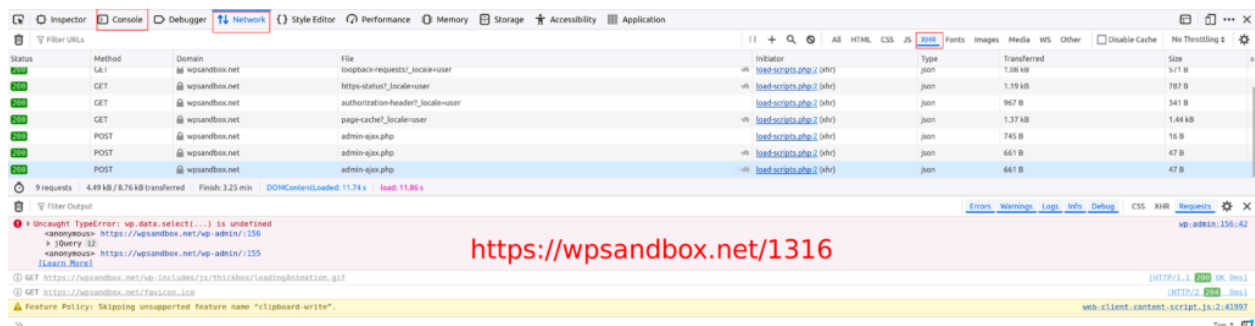 Inspector Console Debugger Network Style Editor Performance Memory Storage Accessibility Application
Filter URLs All HTML CSS JS XHR Fonts Images Media WS Other Disable Cache No Throttling
Status Method Domain File Initiator Type Transferred Size
200 GET wpsandbox.net loopback-requests?_locale=user load-scripts.php:2 (xhr) json 1.08 kB 571 B
200 GET wpsandbox.net https-status?_locale=user load-scripts.php:2 (xhr) json 1.19 kB 787 B
200 GET wpsandbox.net authorization-header?_locale=user load-scripts.php:2 (xhr) json 967 B 341 B
200 GET wpsandbox.net page-cache?_locale=user load-scripts.php:2 (xhr) json 1.37 kB 1.44 kB
200 POST wpsandbox.net admin-ajax.php load-scripts.php:2 (xhr) json 745 B 16 B
200 POST wpsandbox.net admin-ajax.php load-scripts.php:2 (xhr) json 661 B 47 B
200 POST wpsandbox.net admin-ajax.php load-scripts.php:2 (xhr) json 661 B 47 B
9 requests 4.49 kB / 8.76 kB transferred Finish: 3.25 min DOMContentLoaded: 11.74 s load: 11.86 s
Filter Output Errors Warnings Logs Info Debug CSS XHR Requests
Uncaught TypeError: wp.data.select(...) is undefined wp-admin:156:42
<anonymous> https://wpsandbox.net/wp-admin/:156
jQuery 12
<anonymous> https://wpsandbox.net/wp-admin/:155
[Learn More]
https://wpsandbox.net/1316
GET https://wpsandbox.net/wp-includes/js/thickbox/loadingAnimation.gif [HTTP/1.1 200 OK 0ms]
GET https://wpsandbox.net/favicon.ico [HTTP/2 204 0ms]
Feature Policy: Skipping unsupported feature name "clipboard-write". web-client-content-script.js:2:41997
Top